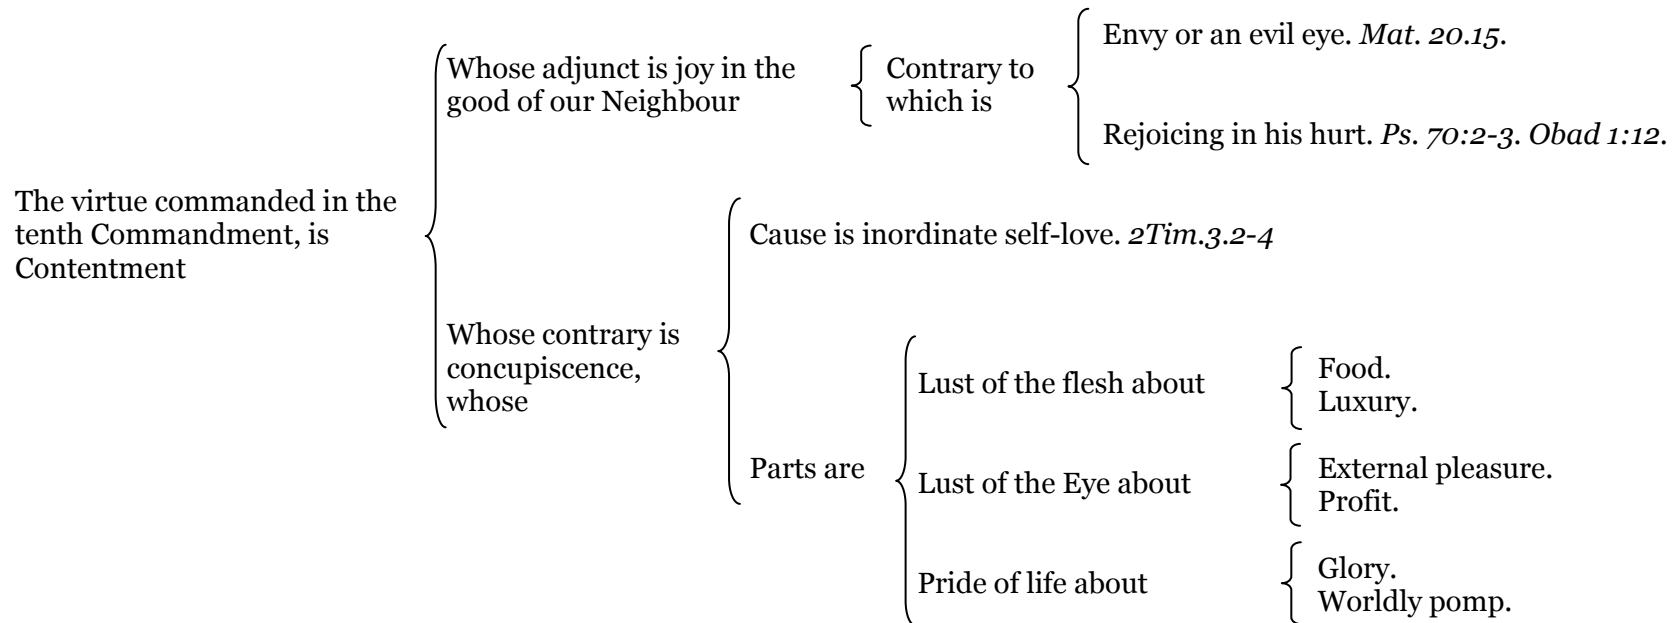 The virtue commanded in the
tenth Commandment, is
Contentment
Whose adjunct is joy in the
good of our Neighbour
Contrary to
which is
Envy or an evil eye. Mat. 20.15.
Rejoicing in his hurt. Ps. 70:2-3. Obad 1:12.
Whose contrary is
concupiscence,
whose
Cause is inordinate self-love. 2Tim.3.2-4
Parts are
Lust of the flesh about
Food.
Luxury.
Lust of the Eye about
External pleasure.
Profit.
Pride of life about
Glory.
Worldly pomp.